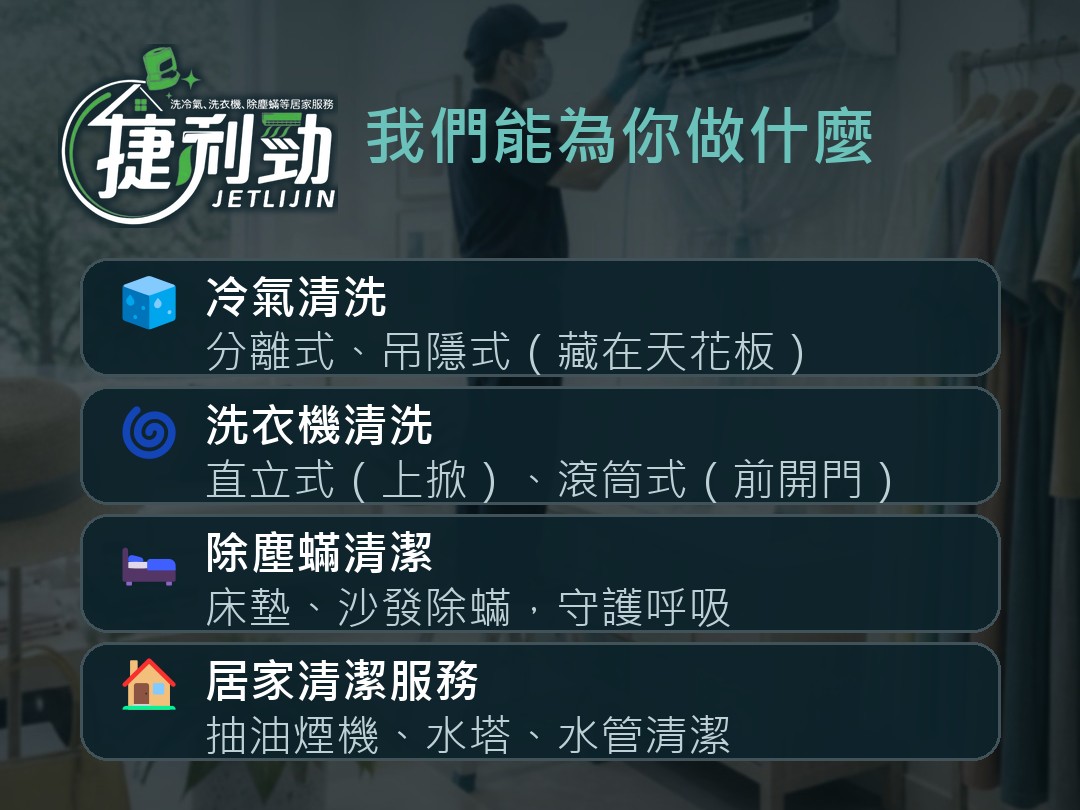 洗冷氣、洗衣機、除塵蟎等居家服務
捷利勁
JETLIJIN
我們能為你做什麼
冷氣清洗
分離式、吊隱式（藏在天花板）
洗衣機清洗
直立式（上掀）、滾筒式（前開門）
除塵蟎清潔
床墊、沙發除蟎，守護呼吸
居家清潔服務
抽油煙機、水塔、水管清潔